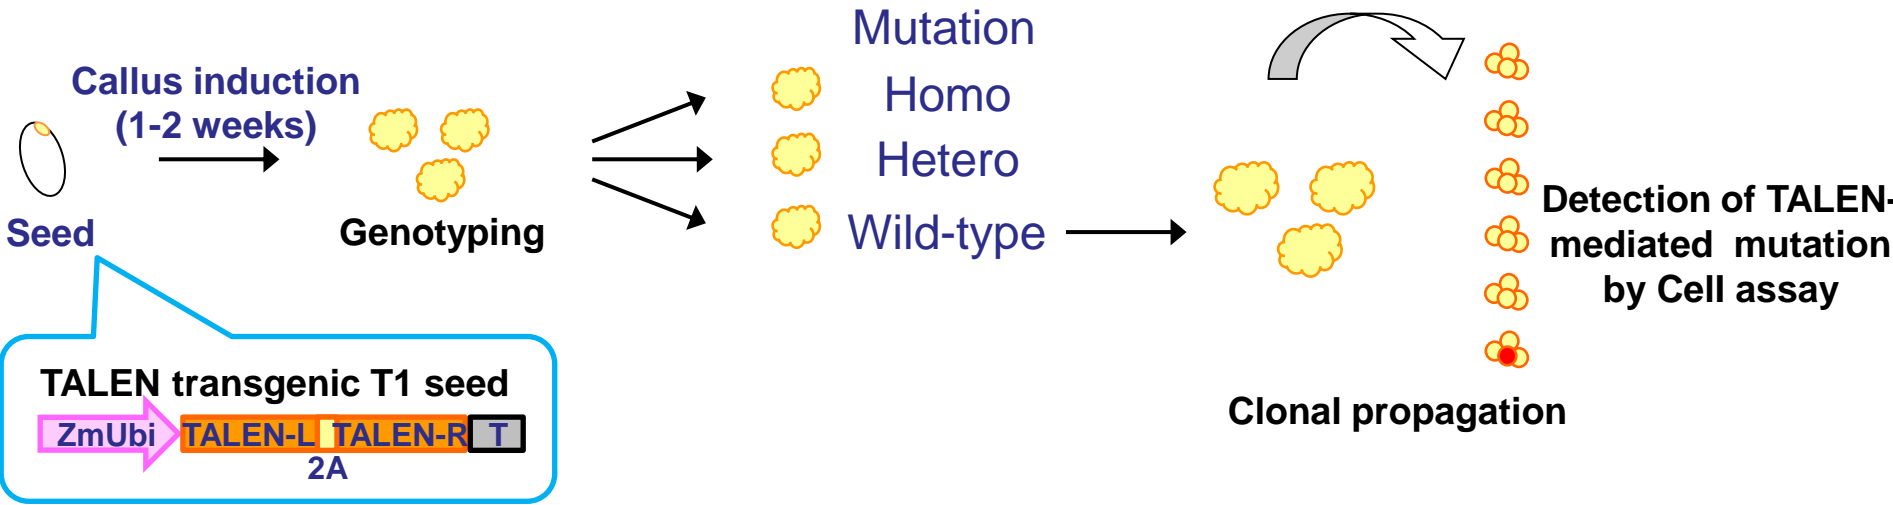 Callus induction
(1-2 weeks)
Seed
Genotyping
Mutation
Homo
Hetero
Wild-type
Detection of TALEN-
mediated mutation
by Cell assay
Clonal propagation
TALEN transgenic T1 seed
ZmUbi TALEN-L TALEN-R T
2A